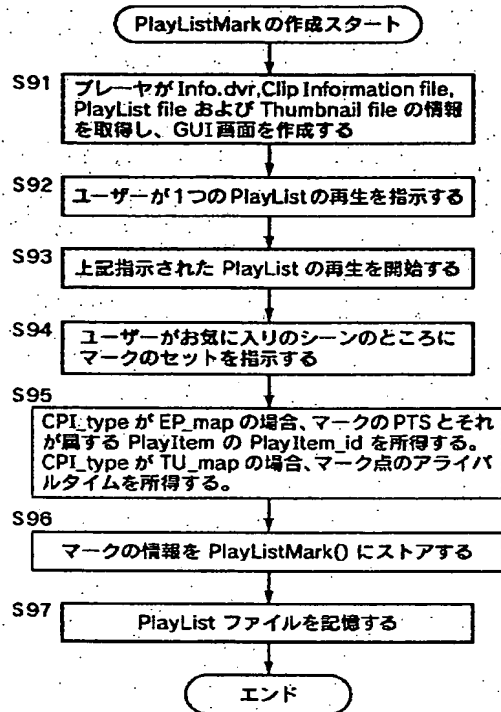 PlayListMarkの作成スタート
S91
プレーヤがInfo.dvr,Clip Information file,
PlayList file および Thumbnail file の情報
を取得し、GUI画面を作成する
S92
ユーザーが1つのPlayListの再生を指示する
S93
上記指示された PlayList の再生を開始する
S94
ユーザーがお気に入りのシーンのところに
マークのセットを指示する
S95
CPI_type が EP_map の場合、マークのPTSとそれ
が属する PlayItem の PlayItem_id を所得する。
CPI_type が TU_map の場合、マーク点のアライバ
ルタイムを所得する。
S96
マークの情報を PlayListMark() にストアする
S97
PlayList ファイルを記憶する
エンド